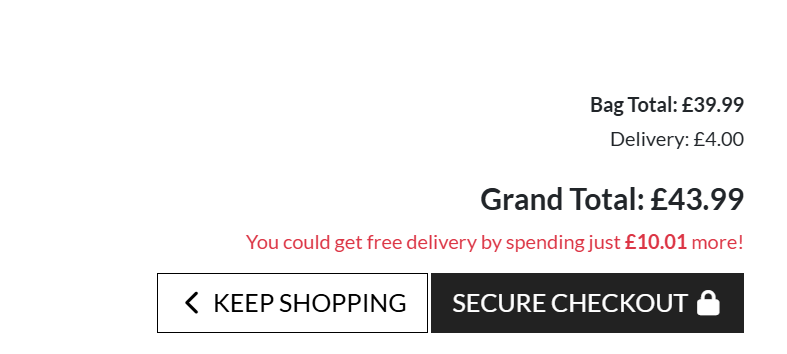 Bag Total: £39.99
Delivery: £4.00
Grand Total: £43.99
You could get free delivery by spending just £10.01 more!
KEEP SHOPPING SECURE CHECKOUT